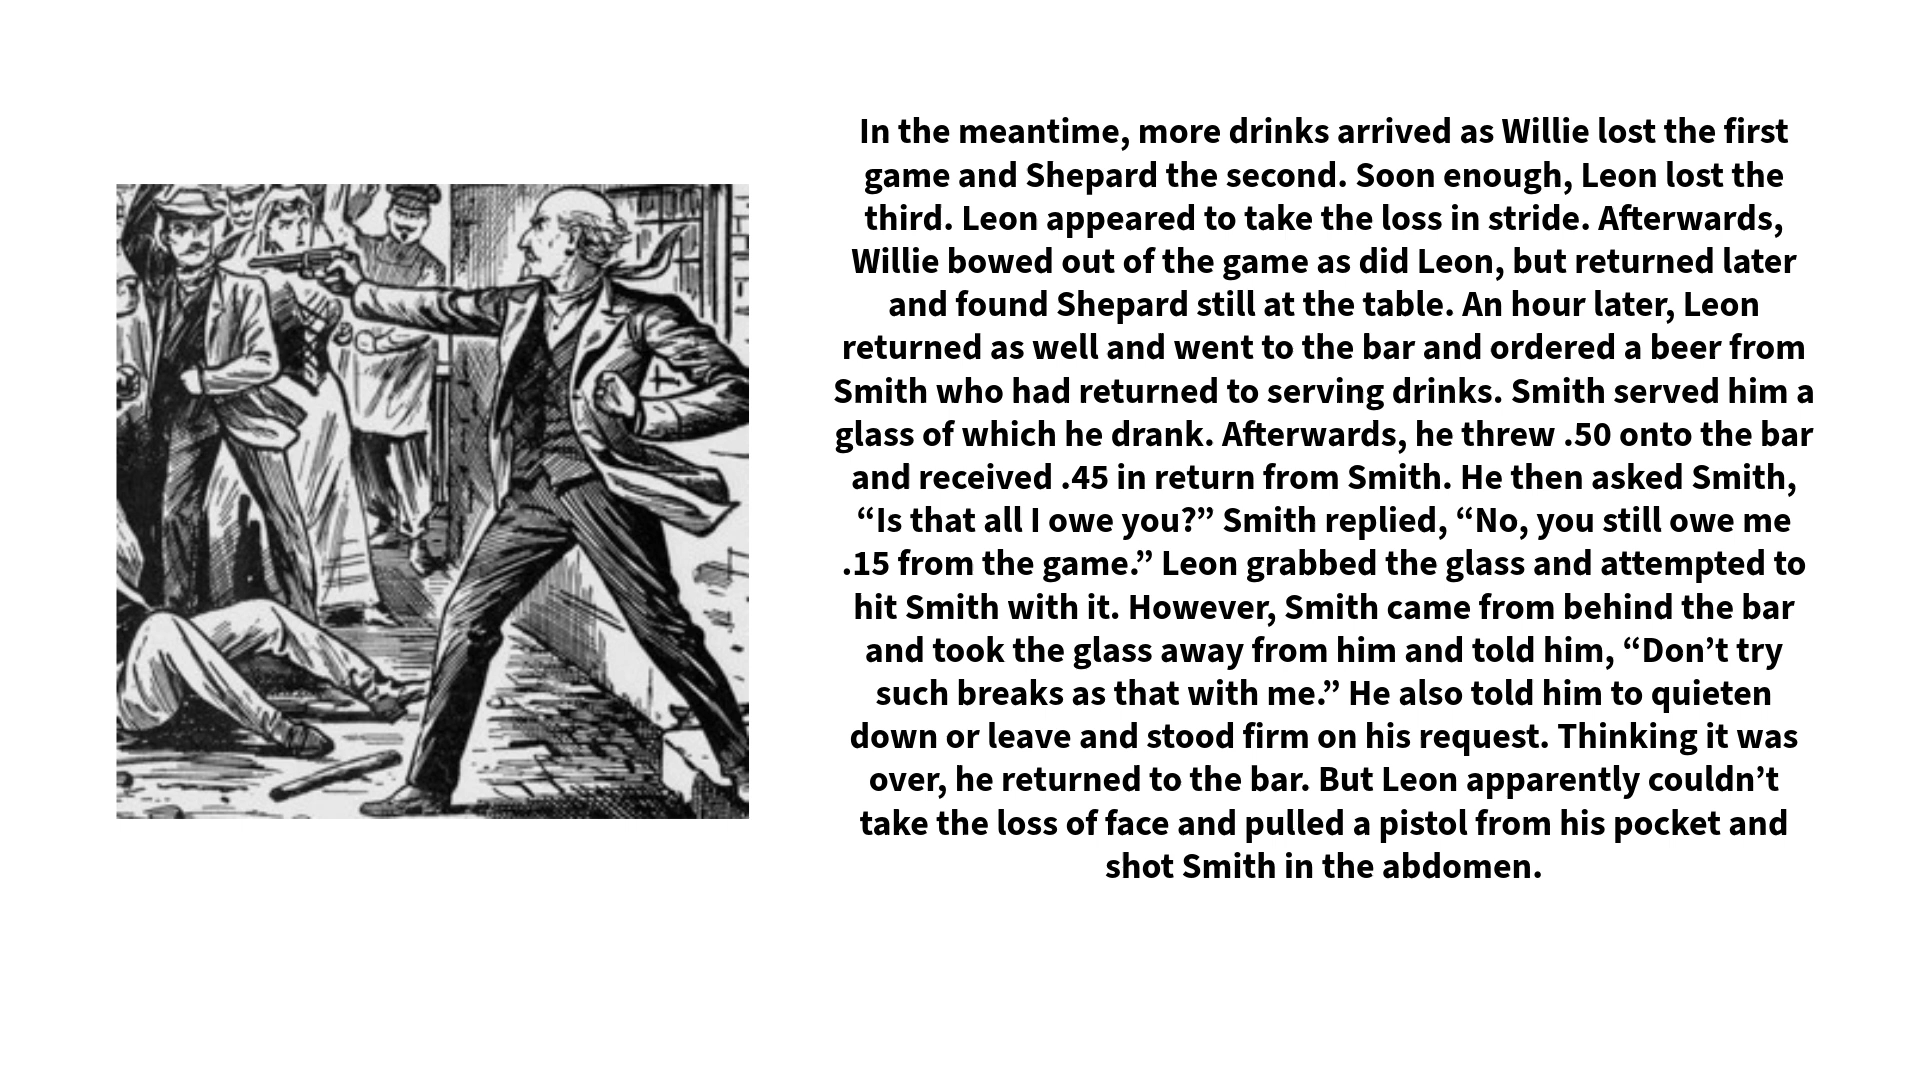 In the meantime, more drinks arrived as Willie lost the first
game and Shepard the second. Soon enough, Leon lost the
third. Leon appeared to take the loss in stride. Afterwards,
Willie bowed out of the game as did Leon, but returned later
and found Shepard still at the table. An hour later, Leon
returned as well and went to the bar and ordered a beer from
Smith who had returned to serving drinks. Smith served him a
glass of which he drank. Afterwards, he threw .50 onto the bar
and received .45 in return from Smith. He then asked Smith,
“Is that all I owe you?” Smith replied, “No, you still owe me
.15 from the game.” Leon grabbed the glass and attempted to
hit Smith with it. However, Smith came from behind the bar
and took the glass away from him and told him, “Don’t try
such breaks as that with me.” He also told him to quieten
down or leave and stood firm on his request. Thinking it was
over, he returned to the bar. But Leon apparently couldn’t
take the loss of face and pulled a pistol from his pocket and
shot Smith in the abdomen.